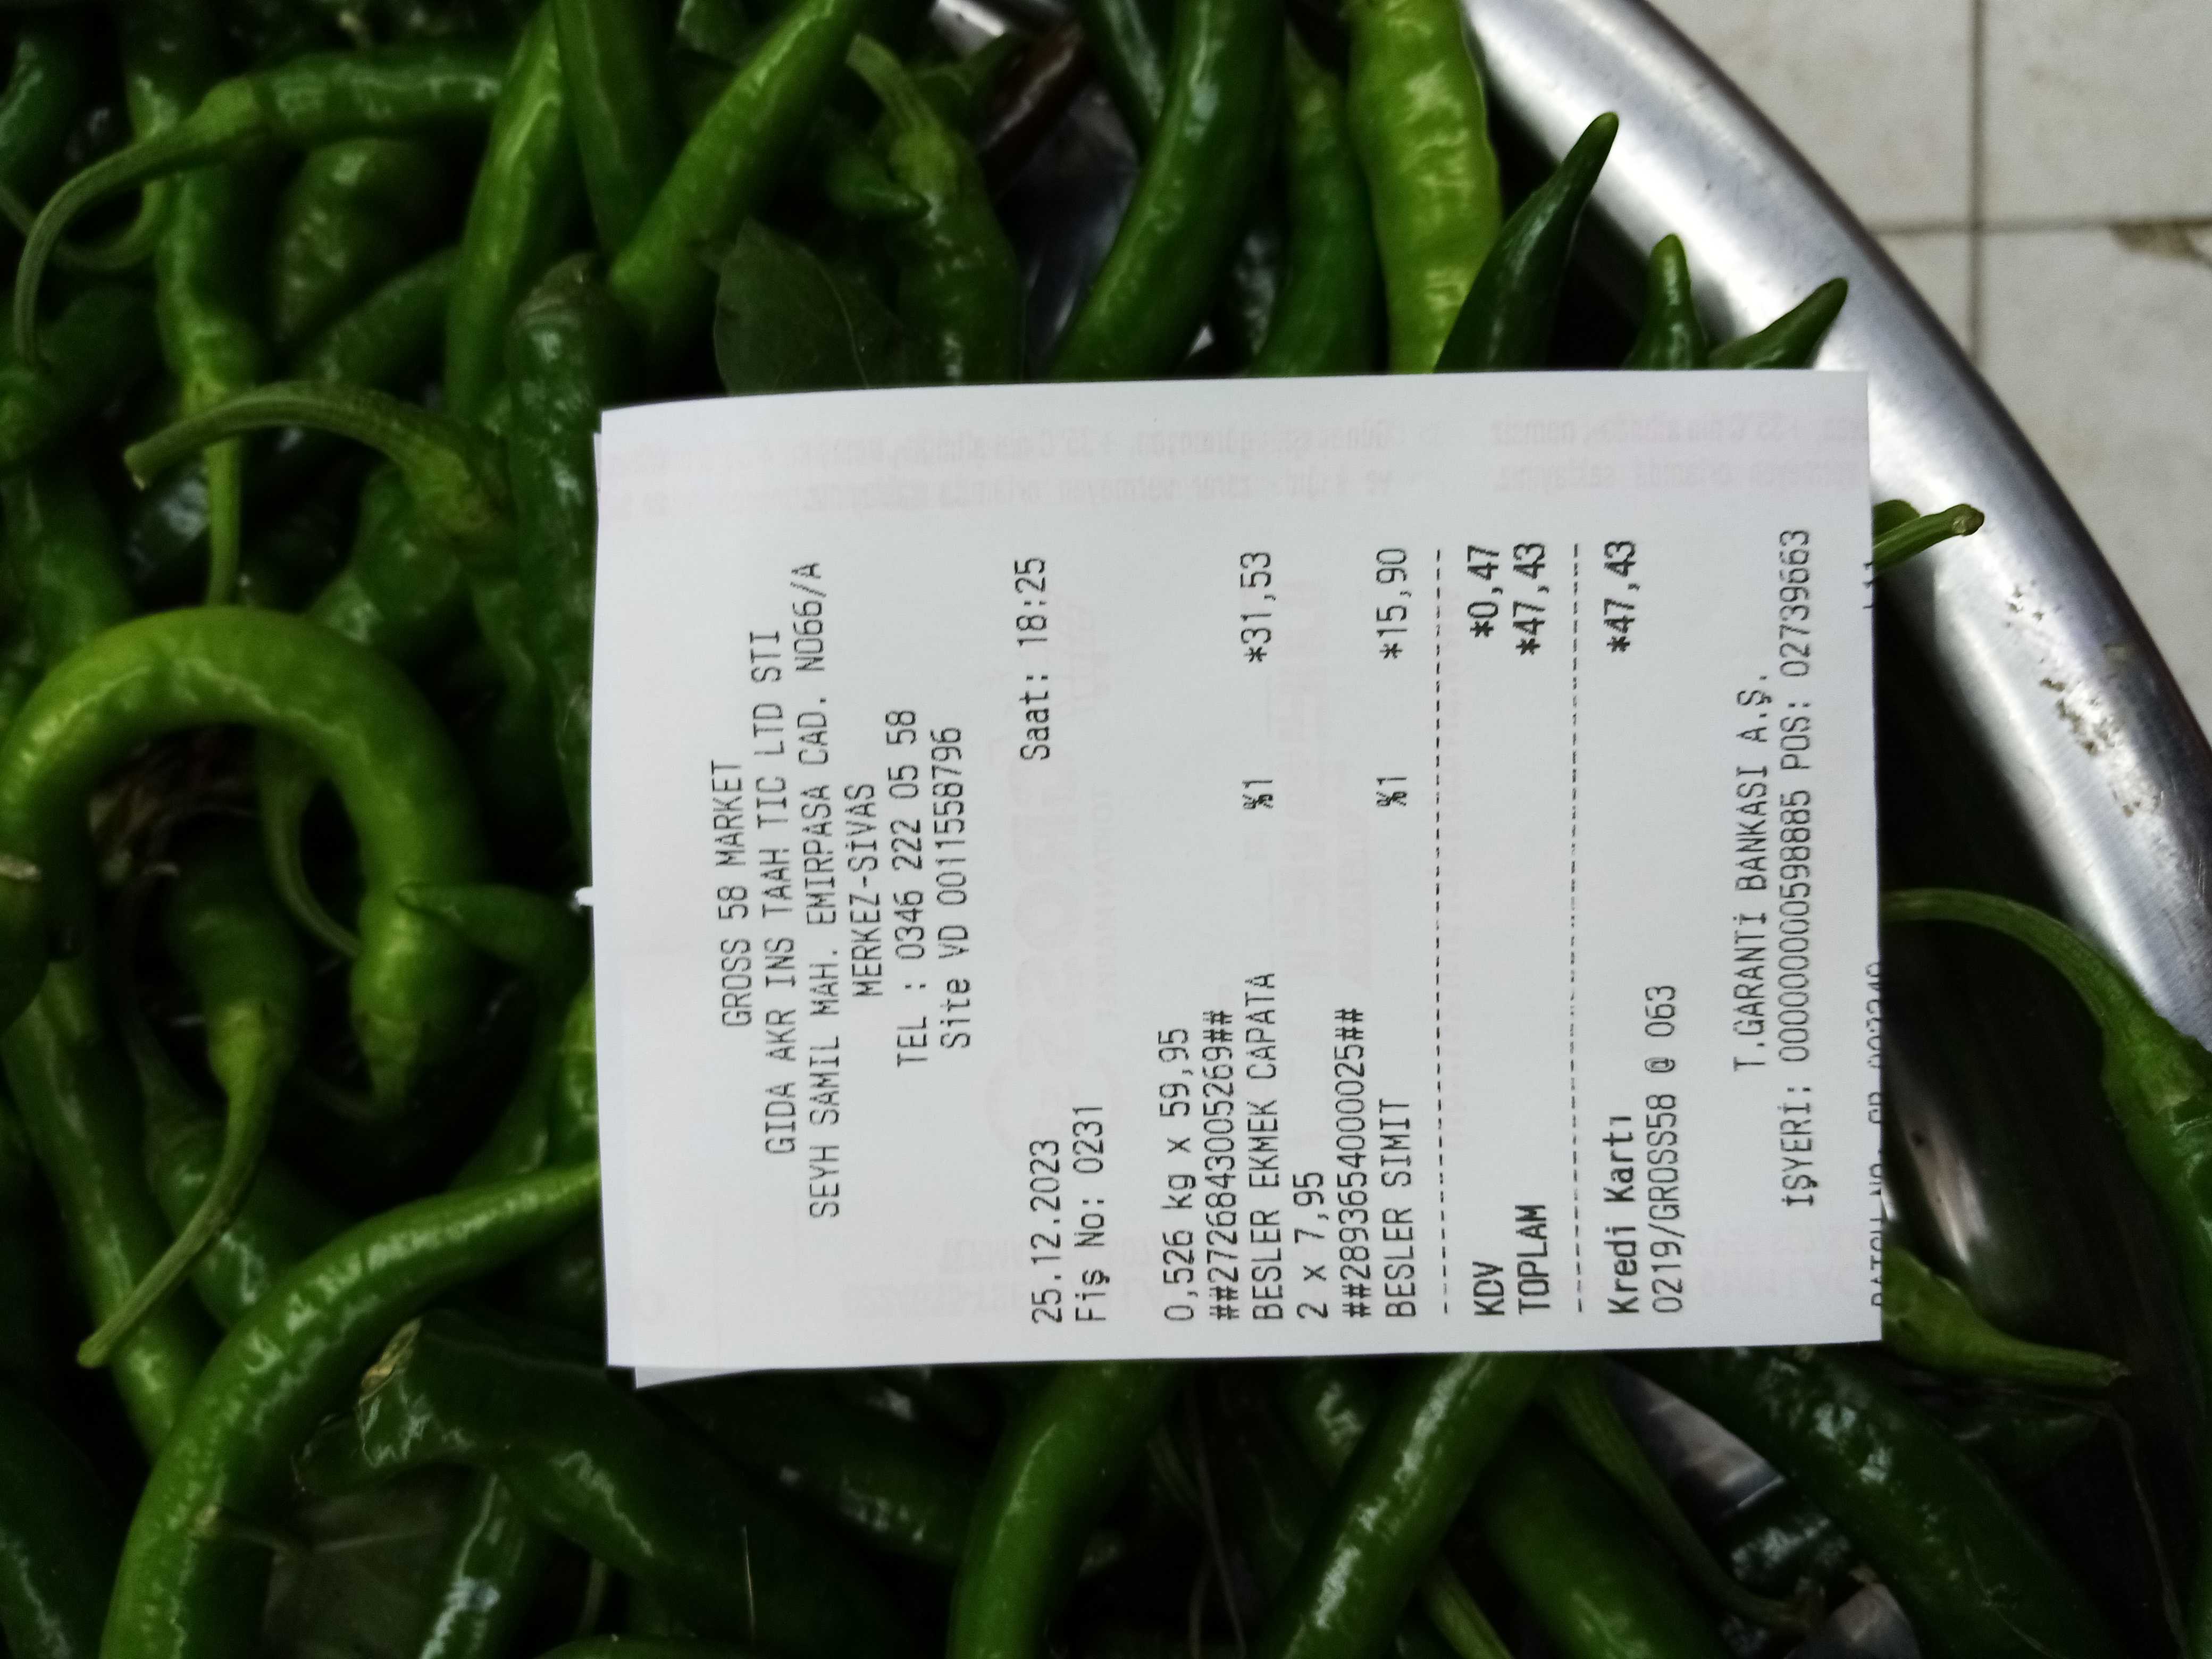 GROSS 58 MARKET
GIDA AKR INS TAAH TIC LTD STI
SEYH SAMIL MAH. EMIRPASA CAD. NO66/A
MERKEZ-SİVAS
TEL : 0346 222 05 58
Site VD 00115588796
25.12.2023 Saat: 18:25
Fiş No: 0231
0,526 kg x 59,95
##2726843005269##
BESLER EKMEK CAPATA %1 *31,53
2 x 7,95
##2893654000025##
BESLER SIMIT %1 *15,90
KDV *0,47
TOPLAM *47,43
Kredi Kartı *47,43
0219/GROSS58 @ 063
T.GARANTİ BANKASI A.Ş.
İŞYERİ: 000000000598885 POS: 02739663